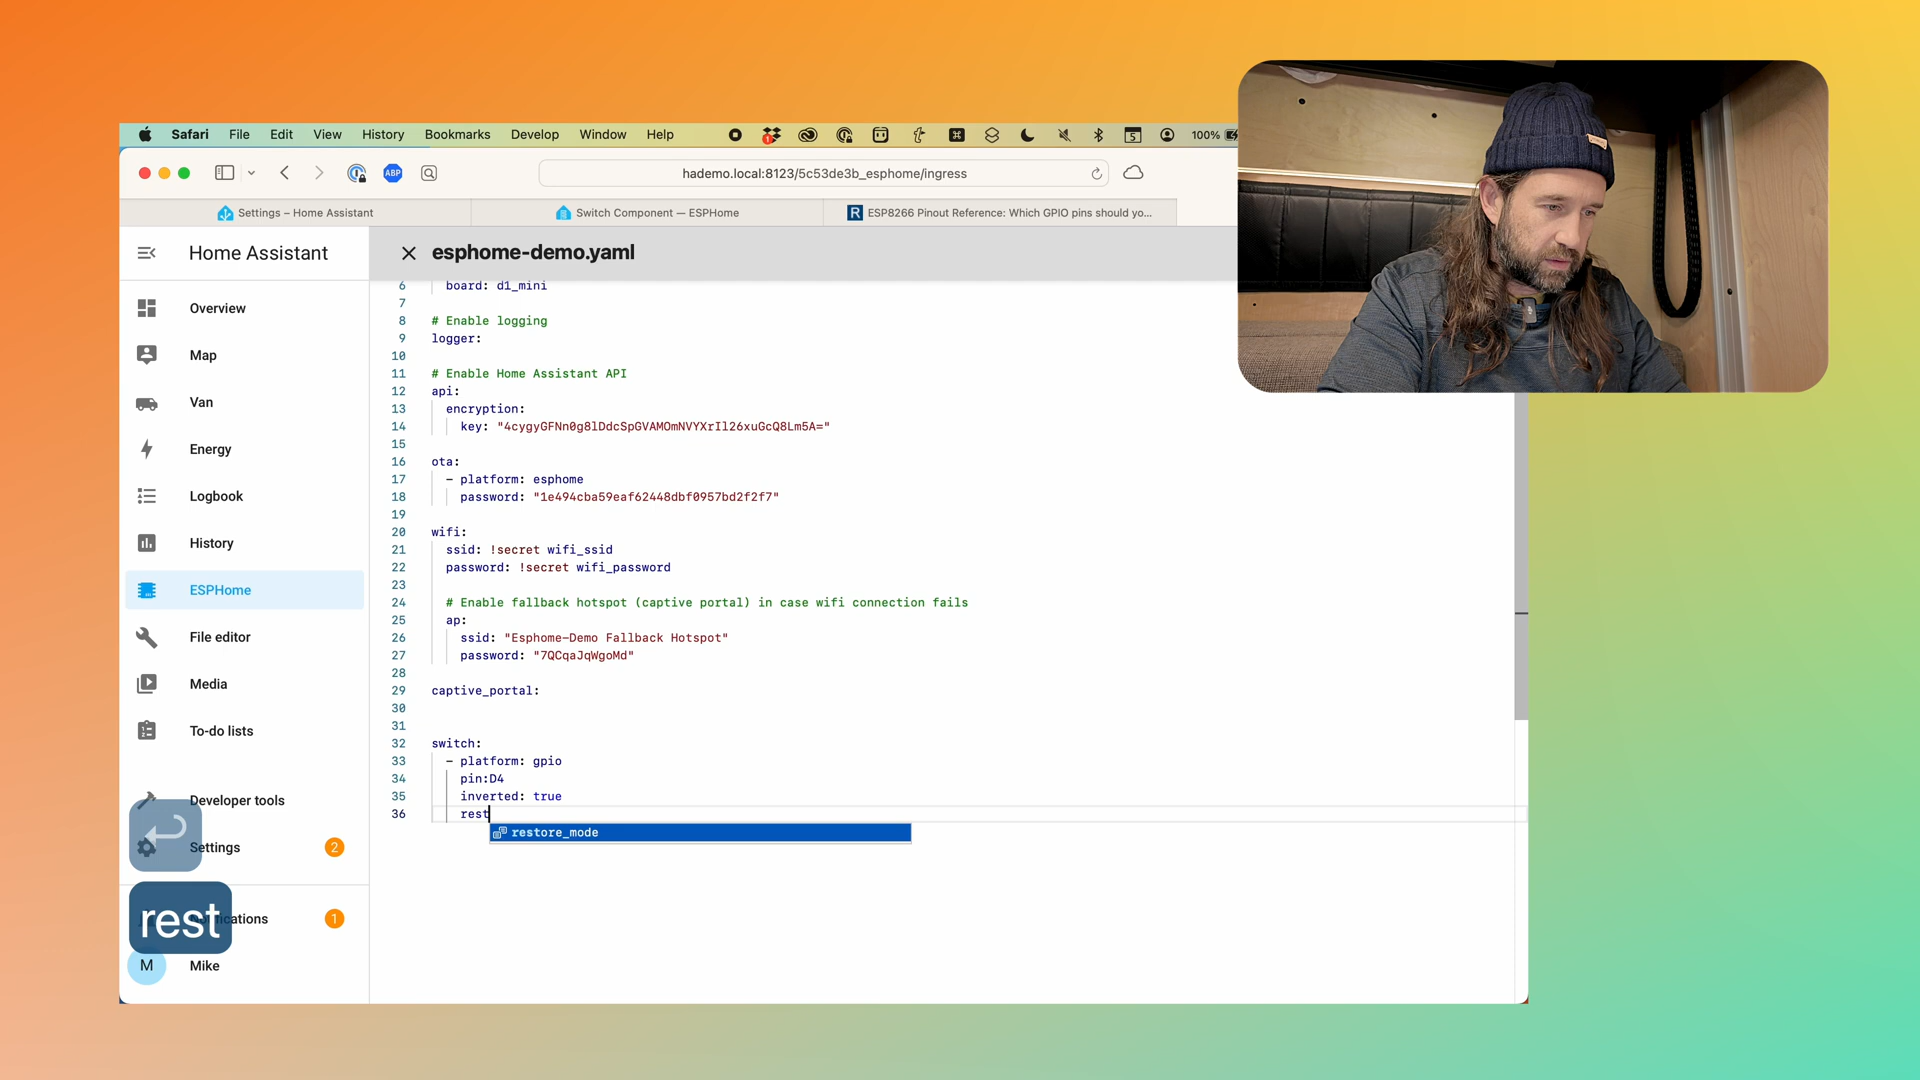 Safari File Edit View History Bookmarks Develop Window Help 1 5 100%
ABP hademo.local:8123/5c53de3b_esphome/ingress
Settings – Home Assistant Switch Component — ESPHome R ESP8266 Pinout Reference: Which GPIO pins should yo...
Home Assistant
esphome-demo.yaml
Overview
Map
Van
Energy
Logbook
History
ESPHome
File editor
Media
To-do lists
Developer tools
Settings 2
rest
cations 1
M Mike
6 board: d1_mini
7
8 # Enable logging
9 logger:
10
11 # Enable Home Assistant API
12 api:
13 encryption:
14 key: "4cygyGFNn0g8lDdcSpGVAMOmNVYXrIl26xuGcQ8Lm5A="
15
16 ota:
17 - platform: esphome
18 password: "1e494cba59eaf62448dbf0957bd2f2f7"
19
20 wifi:
21 ssid: !secret wifi_ssid
22 password: !secret wifi_password
23
24 # Enable fallback hotspot (captive portal) in case wifi connection fails
25 ap:
26 ssid: "Esphome-Demo Fallback Hotspot"
27 password: "7QCqaJqWgoMd"
28
29 captive_portal:
30
31
32 switch:
33 - platform: gpio
34 pin:D4
35 inverted: true
36 rest
restore_mode